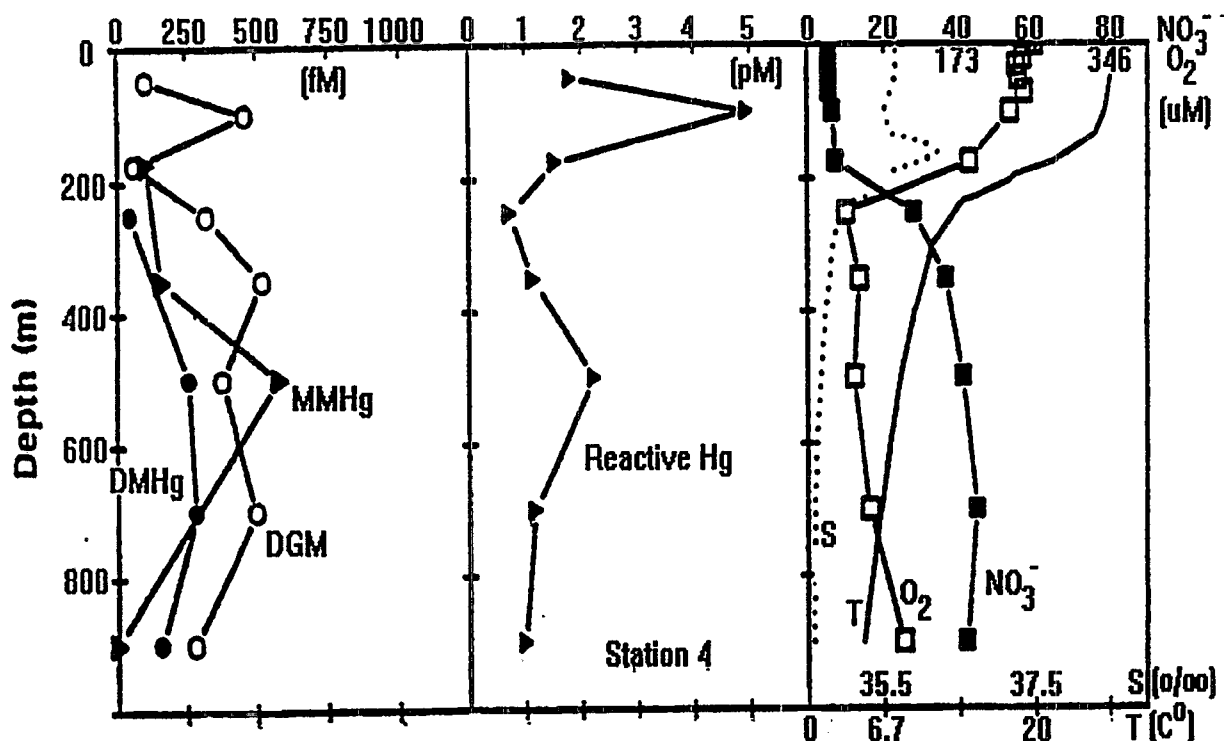 0 250 500 1000 0 1 2 3 4 5 0 20 40 60 80 NO3-
0 [fM] (pM) 173 346 O2
(uM)
200
400
Depth (m)
MMHg
600
Reactive Hg
DMHg
DGM S
800
T O2 NO3-
Station 4
35.5 37.5 S (o/oo)
0 6.7 20 T [C°]